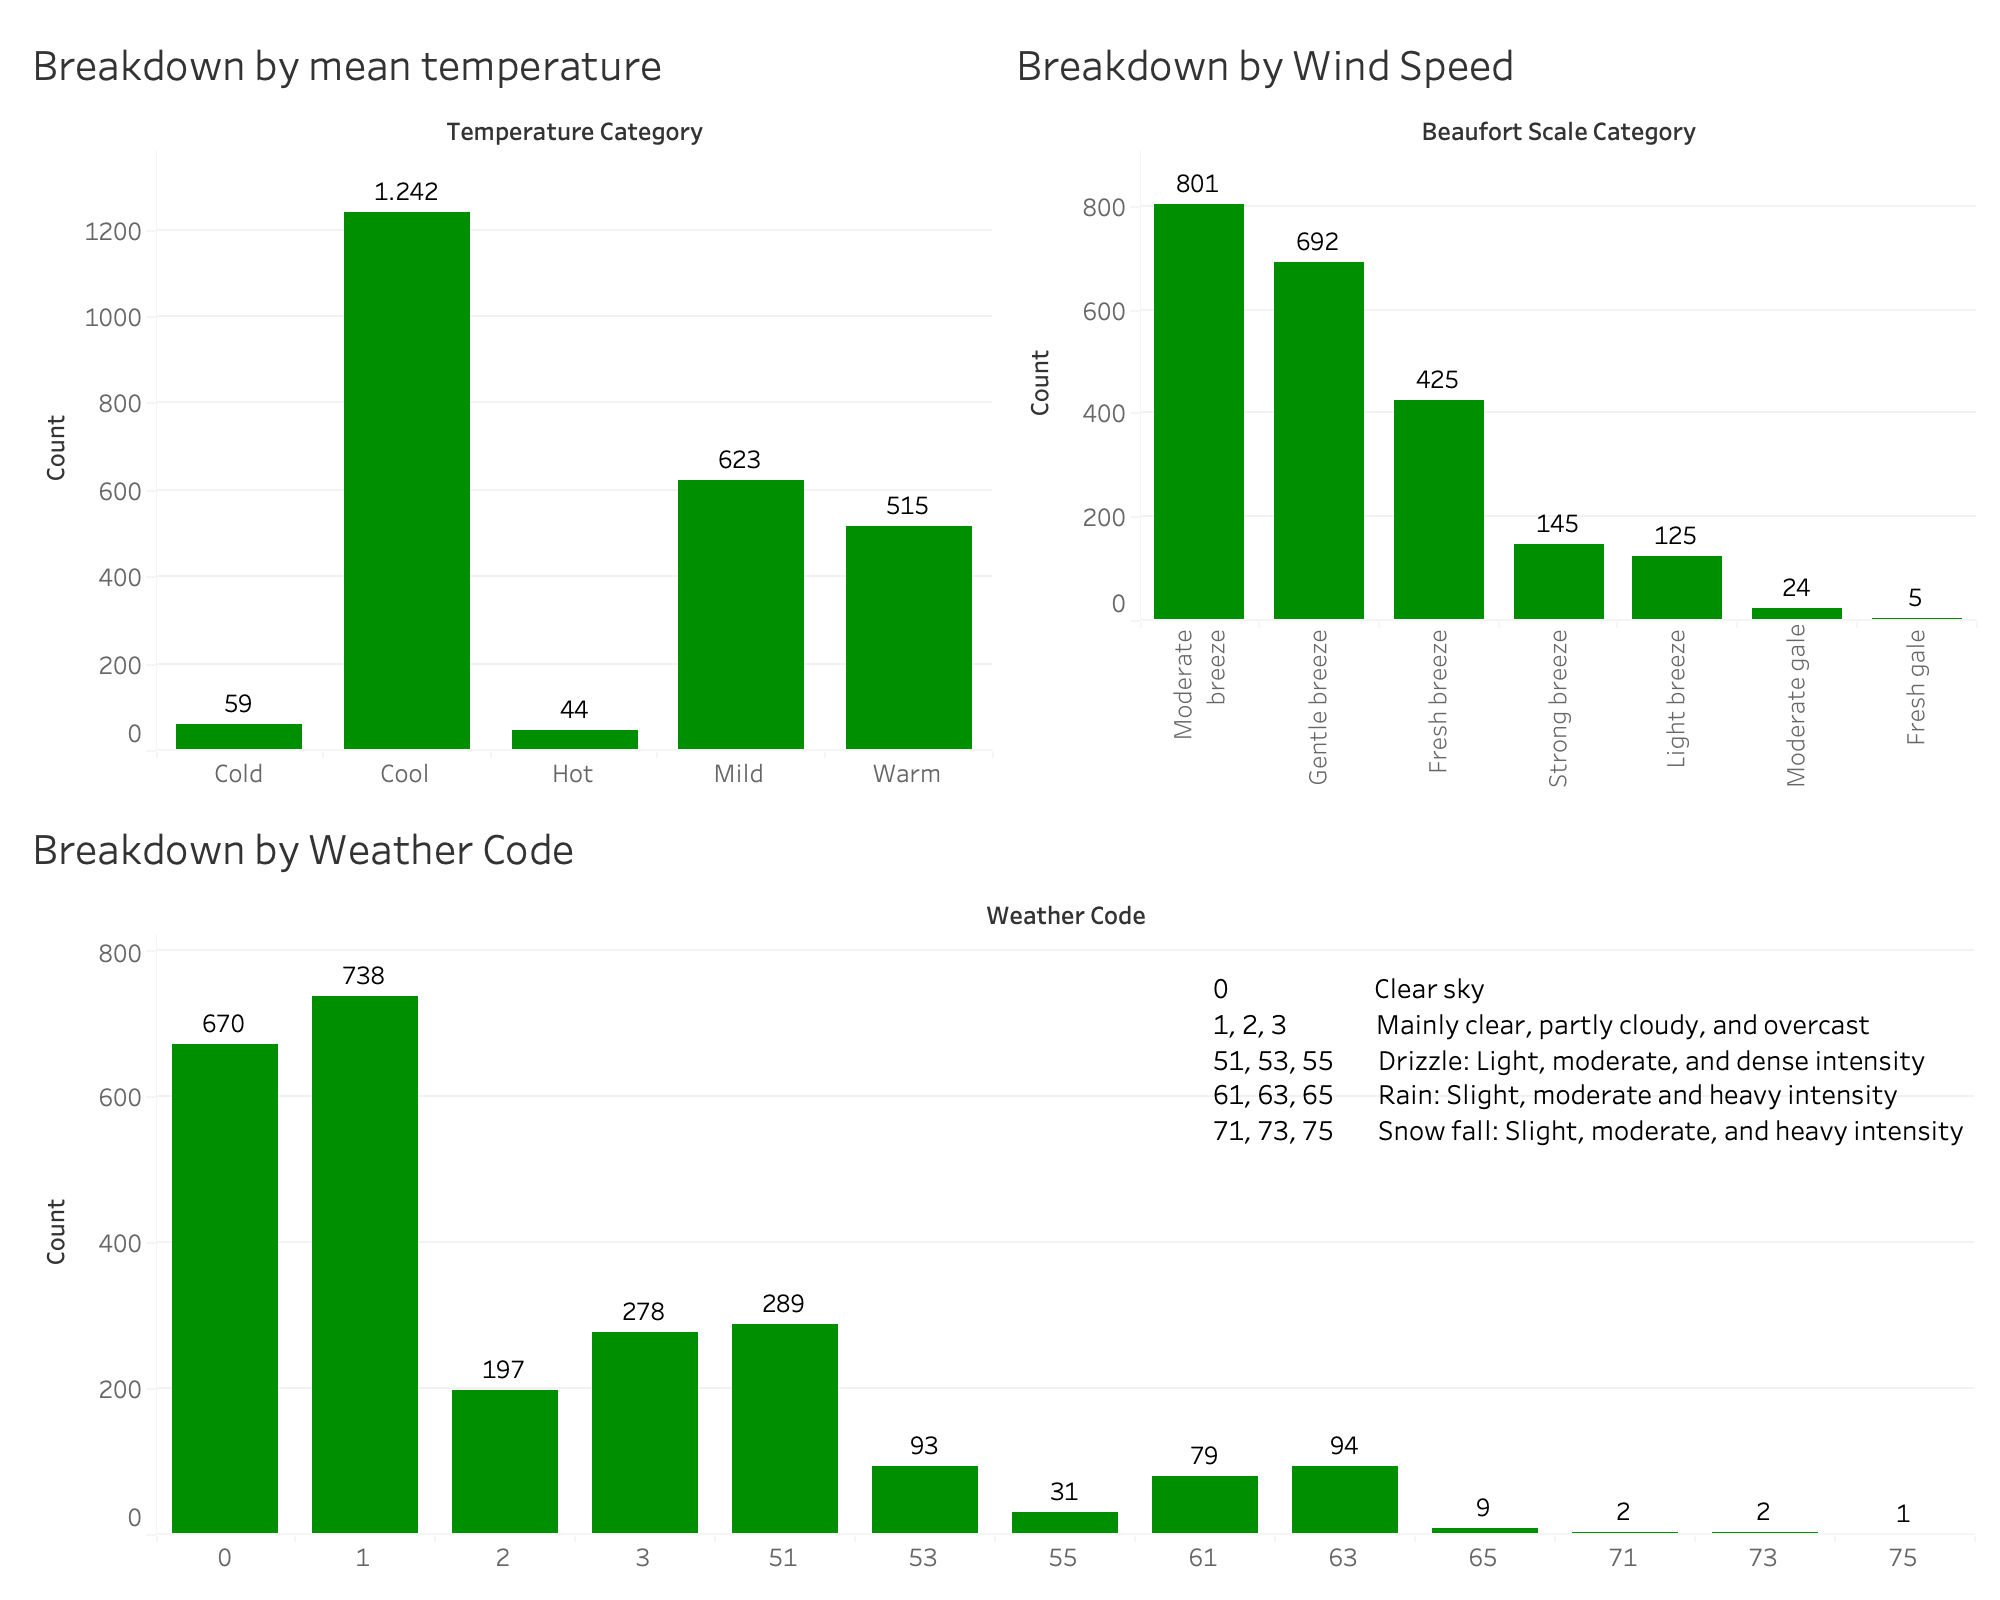 Breakdown by mean temperature
Temperature Category
Count
1200
1000
800
600
400
200
0
59
1.242
44
623
515
Cold
Cool
Hot
Mild
Warm
Breakdown by Wind Speed
Beaufort Scale Category
Count
800
600
400
200
0
801
692
425
145
125
24
5
Moderate
breeze
Gentle breeze
Fresh breeze
Strong breeze
Light breeze
Moderate gale
Fresh gale
Breakdown by Weather Code
Weather Code
Count
800
600
400
200
0
670
738
197
278
289
93
31
79
94
9
2
2
1
0 Clear sky
1, 2, 3 Mainly clear, partly cloudy, and overcast
51, 53, 55 Drizzle: Light, moderate, and dense intensity
61, 63, 65 Rain: Slight, moderate and heavy intensity
71, 73, 75 Snow fall: Slight, moderate, and heavy intensity
0
1
2
3
51
53
55
61
63
65
71
73
75